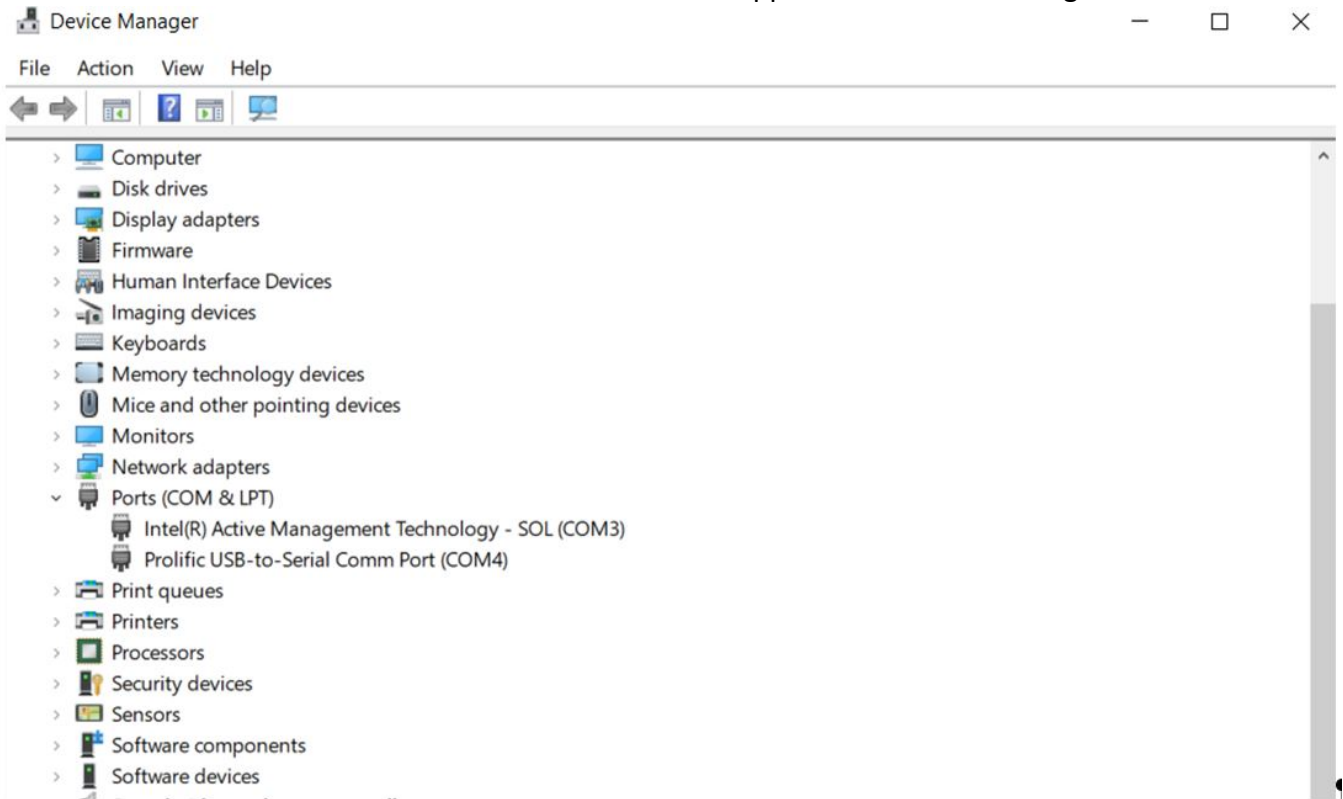 Device Manager
File Action View Help
Computer
Disk drives
Display adapters
Firmware
Human Interface Devices
Imaging devices
Keyboards
Memory technology devices
Mice and other pointing devices
Monitors
Network adapters
Ports (COM & LPT)
Intel(R) Active Management Technology - SOL (COM3)
Prolific USB-to-Serial Comm Port (COM4)
Print queues
Printers
Processors
Security devices
Sensors
Software components
Software devices